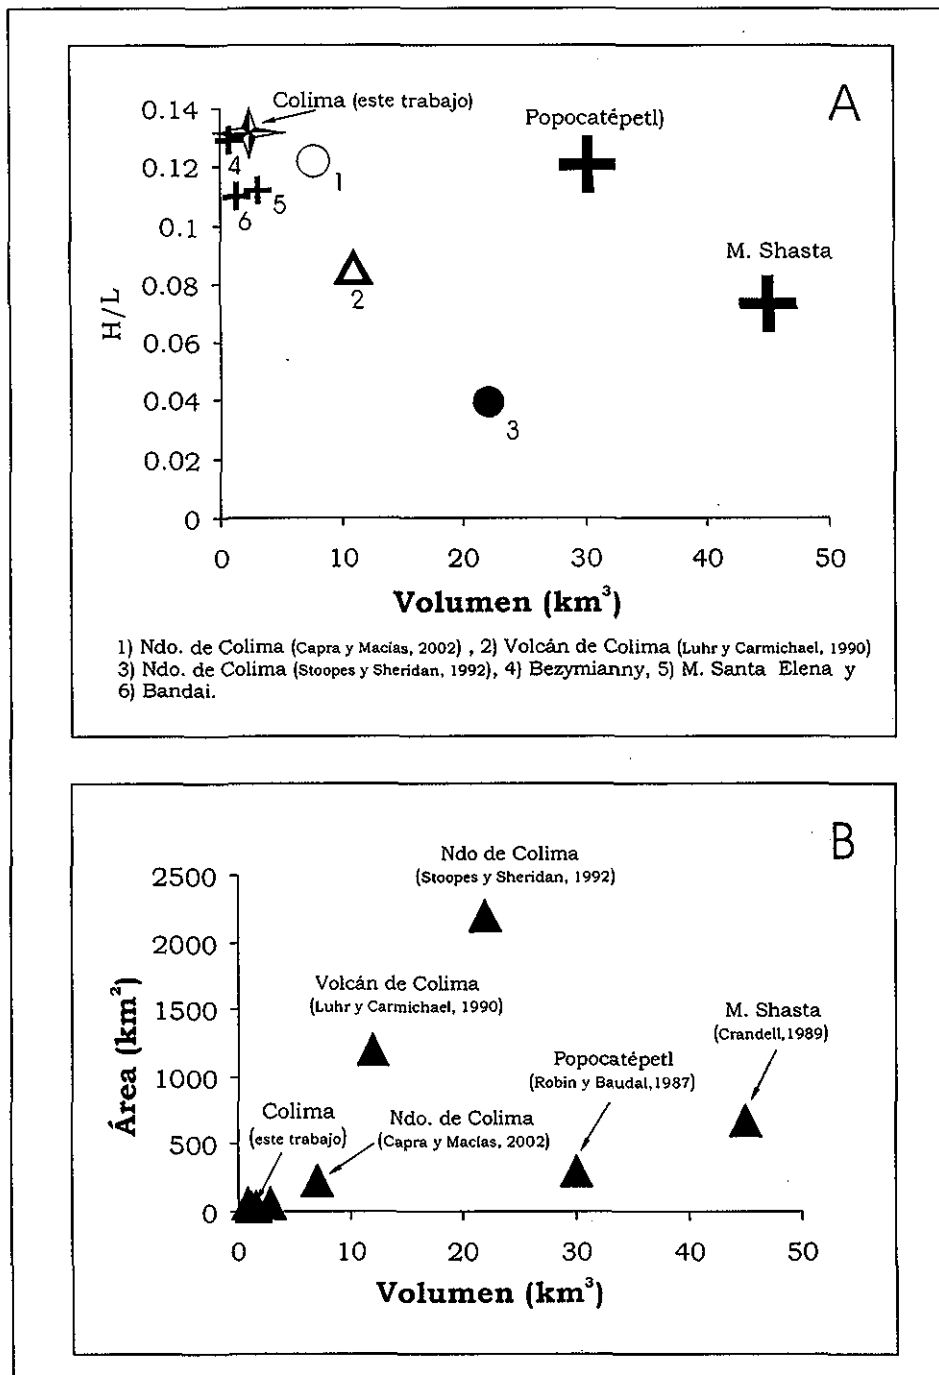 A
Colima (este trabajo)
Popocatépetl)
M. Shasta
0.14
0.12
0.1
0.08
0.06
0.04
0.02
0
H/L
4
1
6
5
2
3
0 10 20 30 40 50
Volumen (km³)
1) Ndo. de Colima (Capra y Macías, 2002) , 2) Volcán de Colima (Luhr y Carmichael, 1990)
3) Ndo. de Colima (Stoopes y Sheridan, 1992), 4) Bezymianny, 5) M. Santa Elena y
6) Bandai.
B
Ndo de Colima
(Stoopes y Sheridan, 1992)
Volcán de Colima
(Luhr y Carmichael, 1990)
M. Shasta
(Crandell,1989)
Popocatépetl
(Robin y Baudal,1987)
Colima
(este trabajo)
Ndo. de Colima
(Capra y Macías, 2002)
2500
2000
1500
1000
500
0
Área (km²)
0 10 20 30 40 50
Volumen (km³)